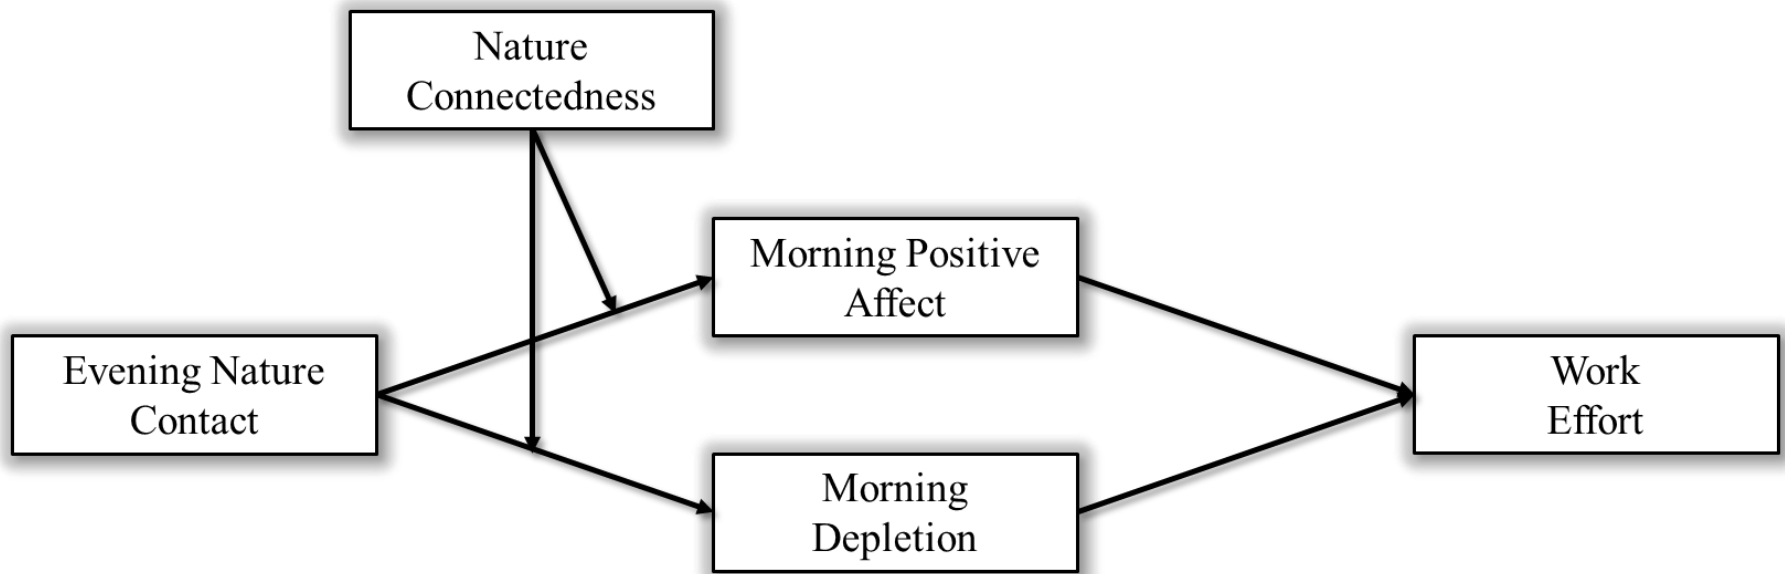 Nature
Connectedness
Morning Positive
Affect
Evening Nature
Contact
Work
Effort
Morning
Depletion